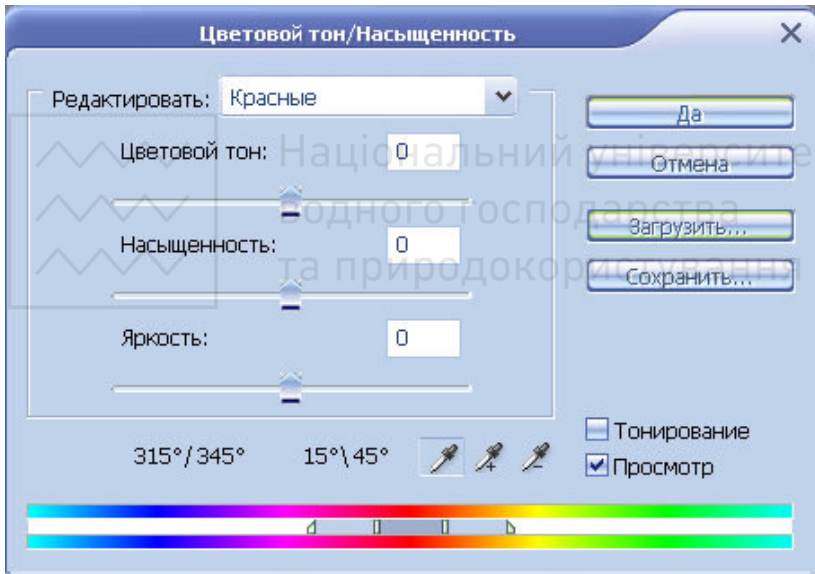 Цветовой тон/Насыщенность
Редактировать: Красные
Да
Цветовой тон: 0
Національний університе
Отмена
водного господарства
Загрузить...
Насыщенность: 0
та природокористування
Сохранить...
Яркость: 0
Тонирование
315°/345° 15°\45°
Просмотр